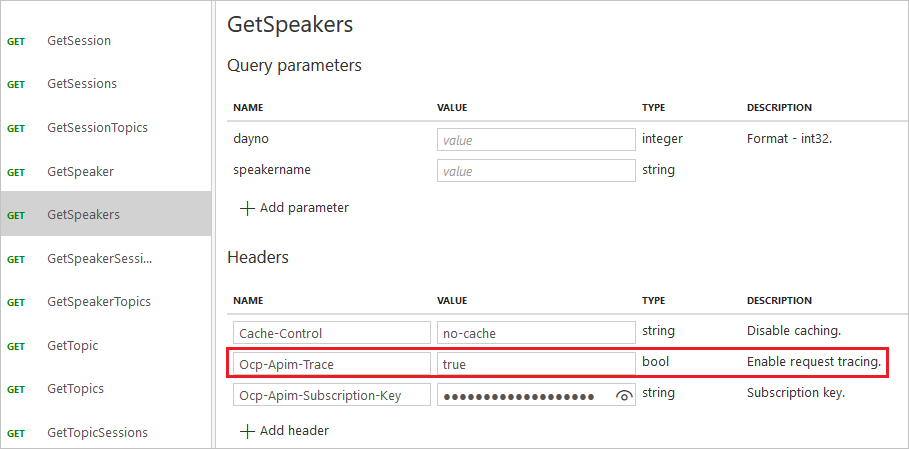 GET GetSession
GET GetSessions
GET GetSessionTopics
GET GetSpeaker
GET GetSpeakers
GET GetSpeakerSessi...
GET GetSpeakerTopics
GET GetTopic
GET GetTopics
GET GetTopicSessions
GetSpeakers
Query parameters
NAME VALUE TYPE DESCRIPTION
dayno value integer Format - int32.
speakername value string
Add parameter
Headers
NAME VALUE TYPE DESCRIPTION
Cache-Control no-cache string Disable caching.
Ocp-Apim-Trace true bool Enable request tracing.
Ocp-Apim-Subscription-Key ●●●●●●●●●●●●●●●●●●● string Subscription key.
Add header